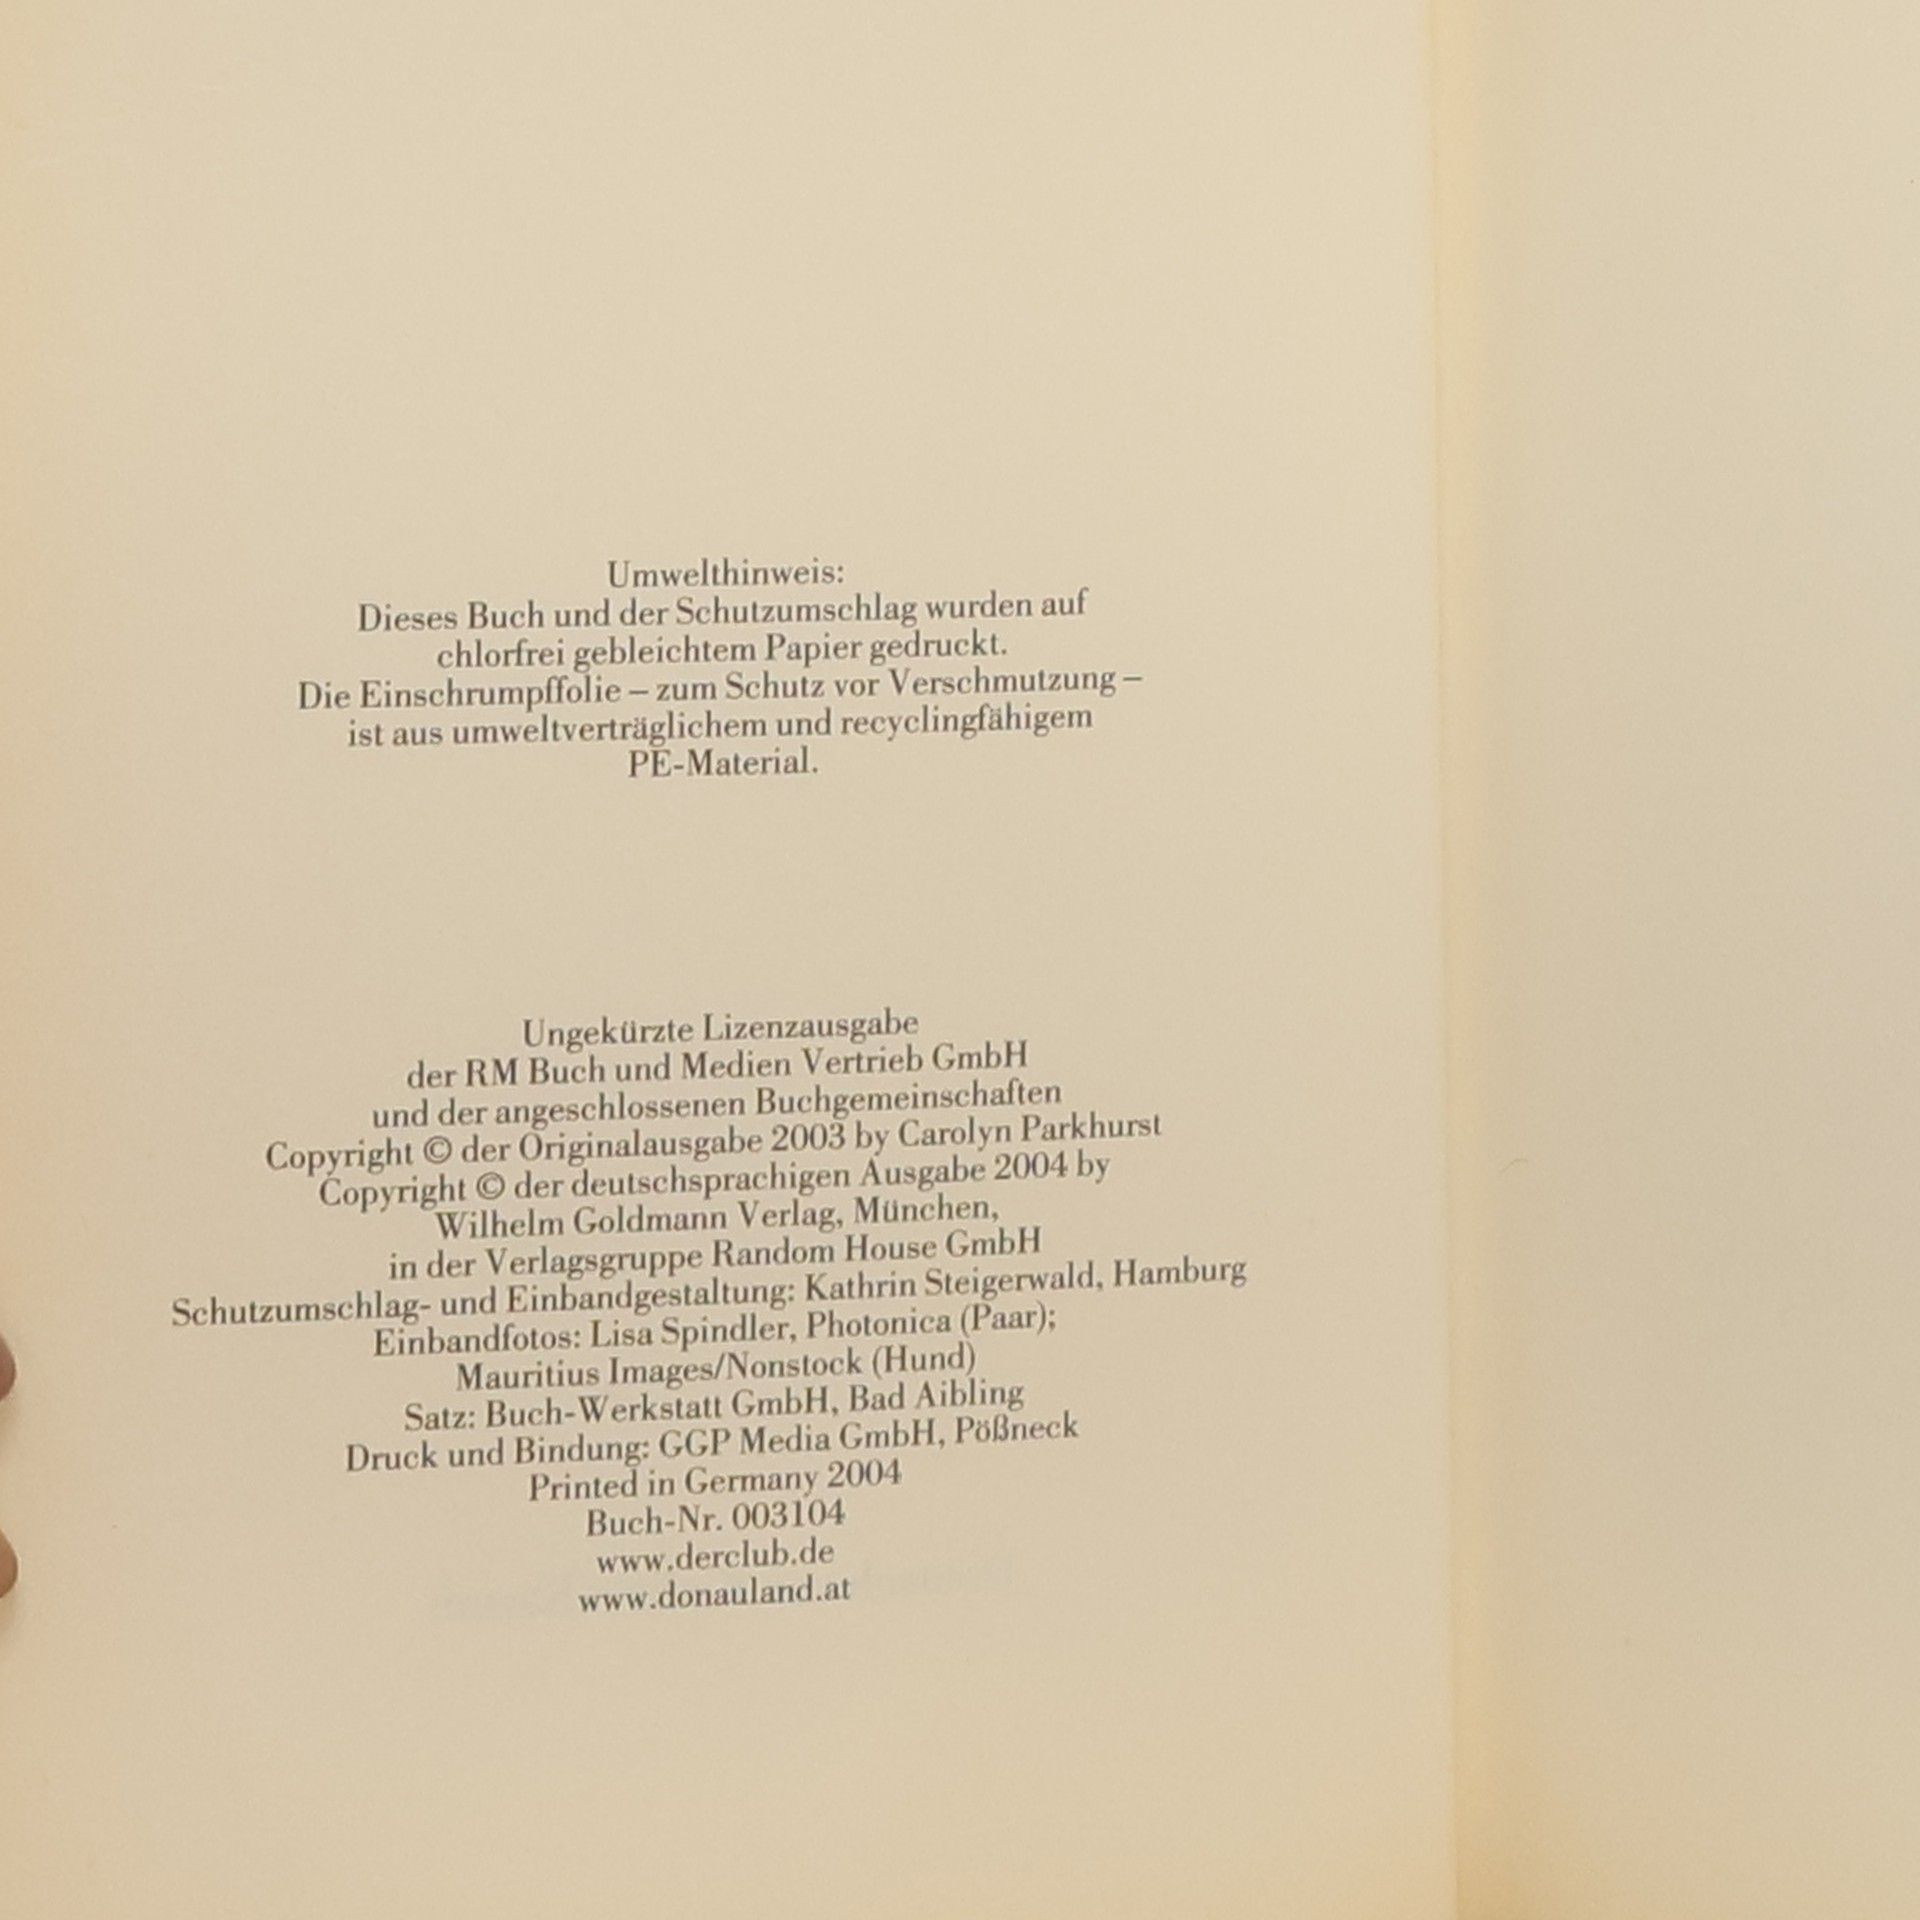 Umwelthinweis:
Dieses Buch und der Schutzumschlag wurden auf
chlorfrei gebleichtem Papier gedruckt.
Die Einschrumpffolie – zum Schutz vor Verschmutzung –
ist aus umweltverträglichem und recyclingfähigem
PE-Material.
Ungekürzte Lizenzausgabe
der RM Buch und Medien Vertrieb GmbH
und der angeschlossenen Buchgemeinschaften
Copyright © der Originalausgabe 2003 by Carolyn Parkhurst
Copyright © der deutschsprachigen Ausgabe 2004 by
Wilhelm Goldmann Verlag, München,
in der Verlagsgruppe Random House GmbH
Schutzumschlag- und Einbandgestaltung: Kathrin Steigerwald, Hamburg
Einbandfotos: Lisa Spindler, Photonica (Paar);
Mauritius Images/Nonstock (Hund)
Satz: Buch-Werkstatt GmbH, Bad Aibling
Druck und Bindung: GGP Media GmbH, Pößneck
Printed in Germany 2004
Buch-Nr. 003104
www.derclub.de
www.donauland.at